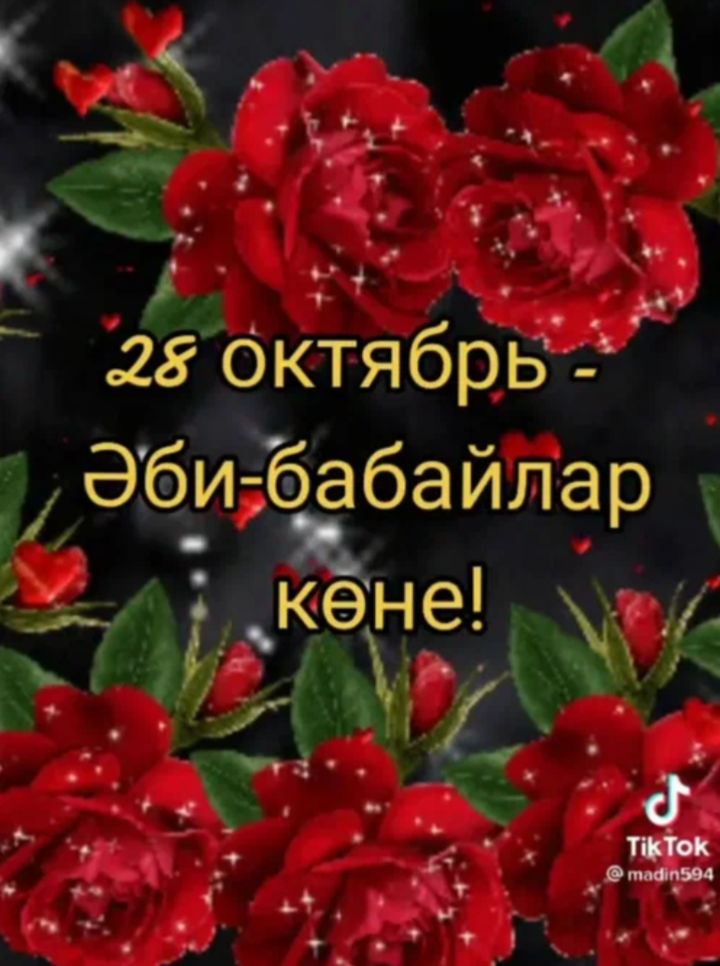 28 октябрь -
Әби-бабайлар
көне!
TikTok
@madin594